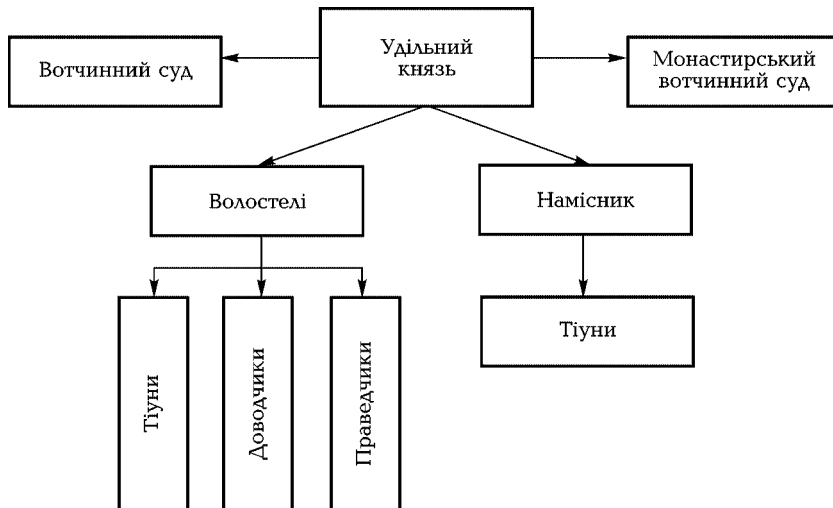 Вотчинний суд
Удільний
князь
Монастирський
вотчинний суд
Волостелі
Намісник
Тіуни
Доводчики
Праведчики
Тіуни